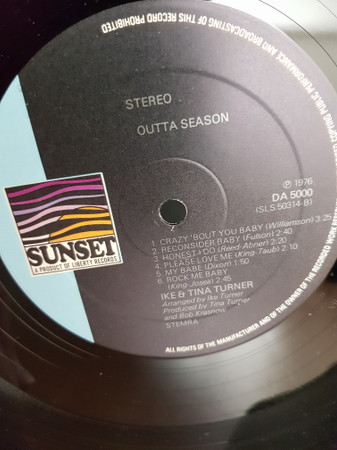 AND BROADCASTING OF THIS RECORD PROHIBITED
COPYING PUBLIC PERFORMANCE
STEREO
OUTTA SEASON
℗ 1976
DA 5000
(SLS 50314-B)
1. CRAZY 'BOUT YOU BABY (Williamson) 3:25
2. RECONSIDER BABY (Fulson) 2:40
3. HONEST I DO (Reed-Abner) 2:20
4. PLEASE LOVE ME (King-Taub) 2:10
5. MY BABE (Dixon) 1:50
6. ROCK ME BABY
(King-Josea) 2:45
IKE & TINA TURNER
Arranged by Ike Turner
Produced by Tina Turner
and Bob Krasnow
STEMRA
SUNSET
A PRODUCT OF LIBERTY RECORDS
ALL RIGHTS OF THE MANUFACTURER AND OF THE OWNER OF THE RECORDED WORK